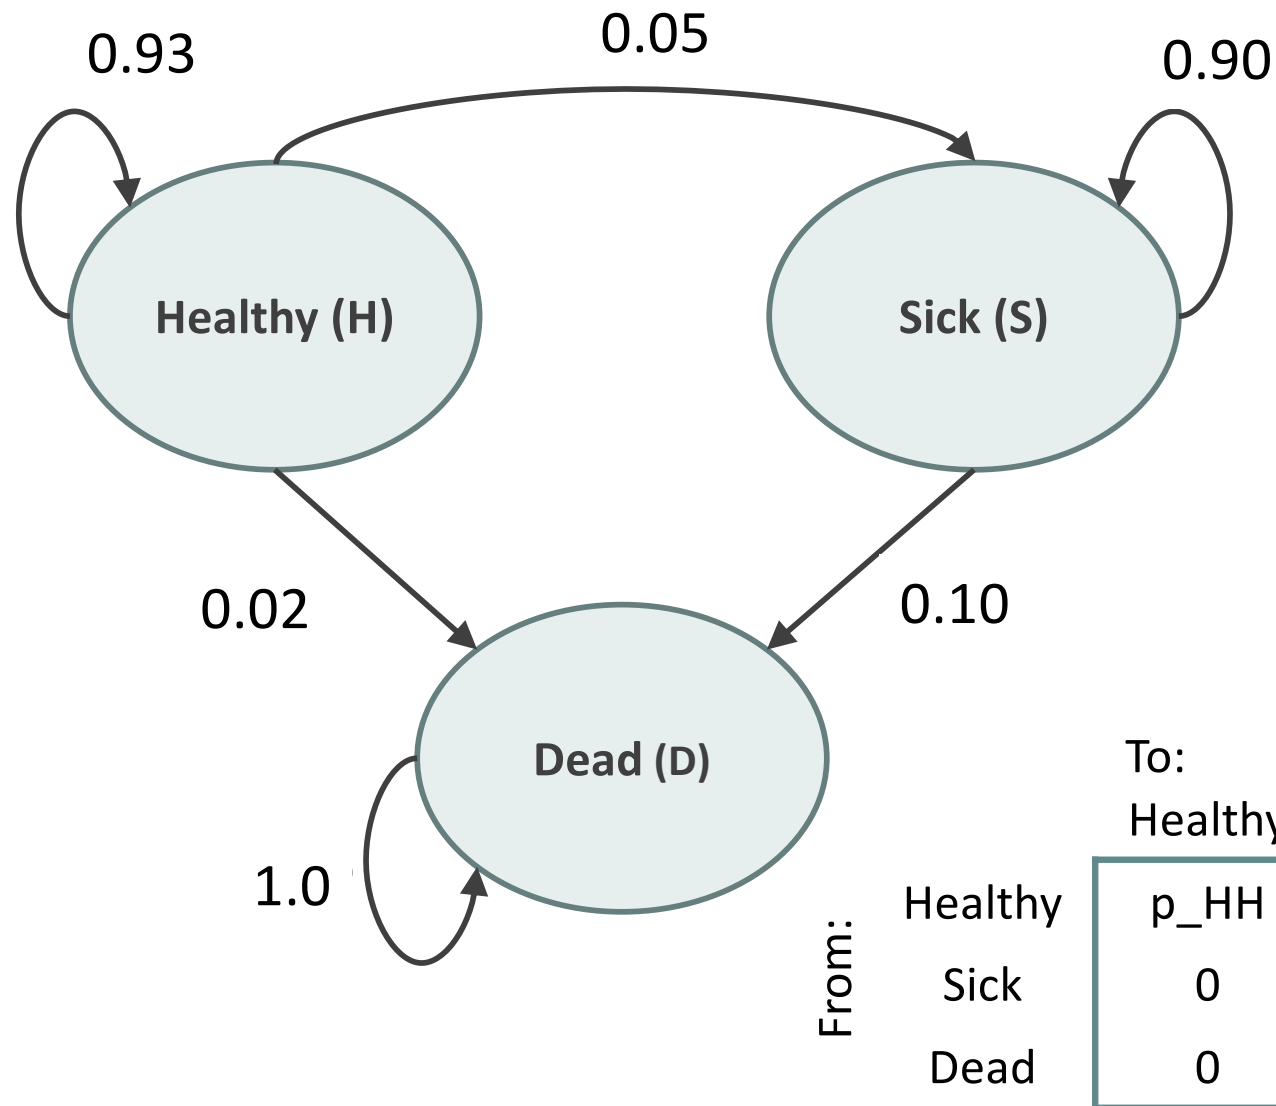 0.93
0.05
0.90
Healthy (H)
Sick (S)
0.02
0.10
Dead (D)
1.0
To:
Healthy
From:
Healthy p_HH
Sick 0
Dead 0